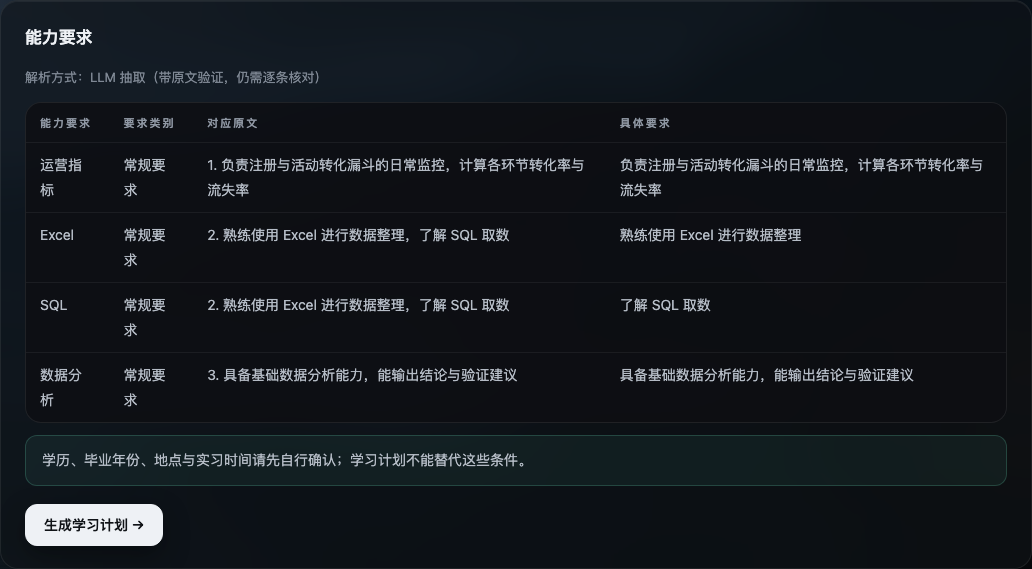 能力要求
解析方式：LLM 抽取（带原文验证，仍需逐条核对）
能力要求 要求类别 对应原文 具体要求
运营指标 常规要求 1. 负责注册与活动转化漏斗的日常监控，计算各环节转化率与流失率 负责注册与活动转化漏斗的日常监控，计算各环节转化率与流失率
Excel 常规要求 2. 熟练使用 Excel 进行数据整理，了解 SQL 取数 熟练使用 Excel 进行数据整理
SQL 常规要求 2. 熟练使用 Excel 进行数据整理，了解 SQL 取数 了解 SQL 取数
数据分析 常规要求 3. 具备基础数据分析能力，能输出结论与验证建议 具备基础数据分析能力，能输出结论与验证建议
学历、毕业年份、地点与实习时间请先自行确认；学习计划不能替代这些条件。
生成学习计划 →